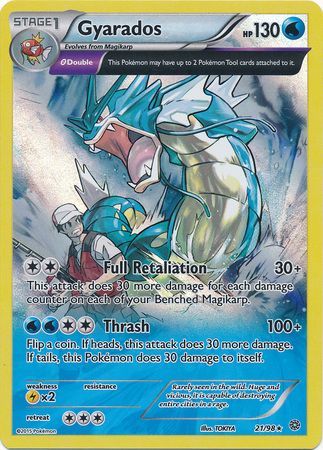 STAGE1
Gyarados
HP 130
Evolves from Magikarp
θDouble
This Pokémon may have up to 2 Pokémon Tool cards attached to it.
Full Retaliation 30+
This attack does 30 more damage for each damage
counter on each of your Benched Magikarp.
Thrash 100+
Flip a coin. If heads, this attack does 30 more damage.
If tails, this Pokémon does 30 damage to itself.
weakness
resistance
×2
retreat
Rarely seen in the wild. Huge and
vicious, it is capable of destroying
entire cities in a rage.
©2015 Pokémon
Illus. TOKIYA
21/98 ★